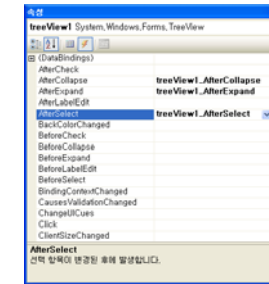 속성
treeView1 System.Windows.Forms.TreeView
(DataBindings)
AfterCheck
AfterCollapse treeView1_AfterCollapse
AfterExpand treeView1_AfterExpand
AfterLabelEdit
AfterSelect treeView1_AfterSelect
BackColorChanged
BeforeCheck
BeforeCollapse
BeforeExpand
BeforeLabelEdit
BeforeSelect
BindingContextChanged
CausesValidationChanged
ChangeUICues
Click
ClientSizeChanged
AfterSelect
선택 항목이 변경된 후에 발생합니다.